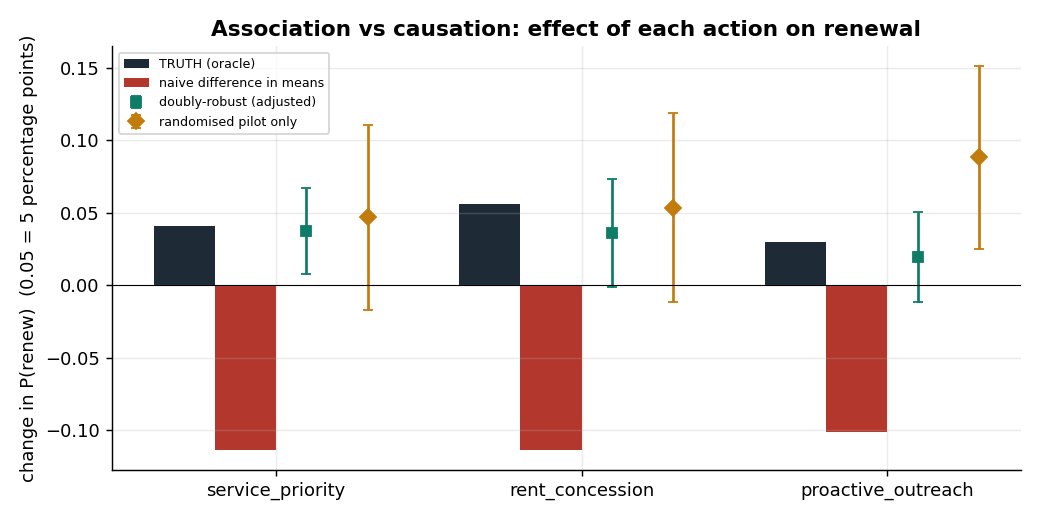 Association vs causation: effect of each action on renewal
change in P(renew)  (0.05 = 5 percentage points)
0.15
0.10
0.05
0.00
−0.05
−0.10
TRUTH (oracle)
naive difference in means
doubly-robust (adjusted)
randomised pilot only
service_priority
rent_concession
proactive_outreach